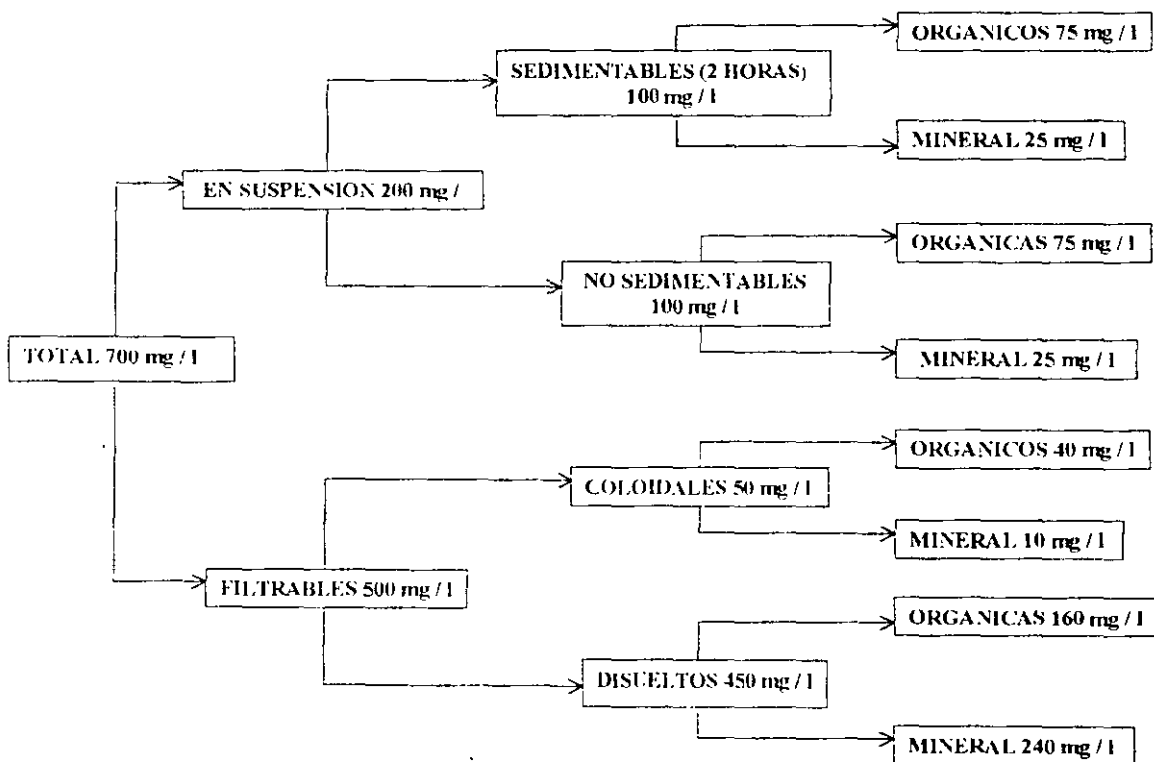 ORGANICOS 75 mg / l
SEDIMENTABLES (2 HORAS)
100 mg / l
MINERAL 25 mg / l
EN SUSPENSION 200 mg /
ORGANICAS 75 mg / l
NO SEDIMENTABLES
100 mg / l
TOTAL 700 mg / l
MINERAL 25 mg / l
ORGANICOS 40 mg / l
COLOIDALES 50 mg / l
MINERAL 10 mg / l
FILTRABLES 500 mg / l
ORGANICAS 160 mg / l
DISUELTOS 450 mg / l
MINERAL 240 mg / l